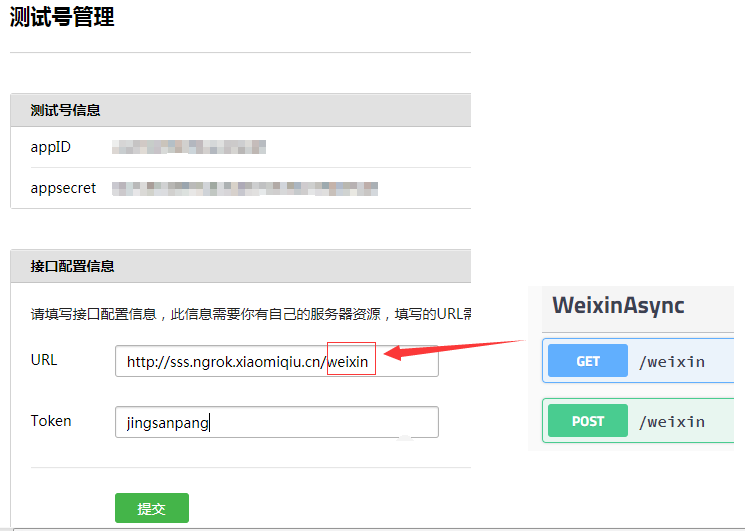 测试号管理
测试号信息
appID
appsecret
接口配置信息
请填写接口配置信息，此信息需要你有自己的服务器资源，填写的URL需
URL
http://sss.ngrok.xiaomiqiu.cn/weixin
Token
jingsanpang
提交
WeixinAsync
GET /weixin
POST /weixin